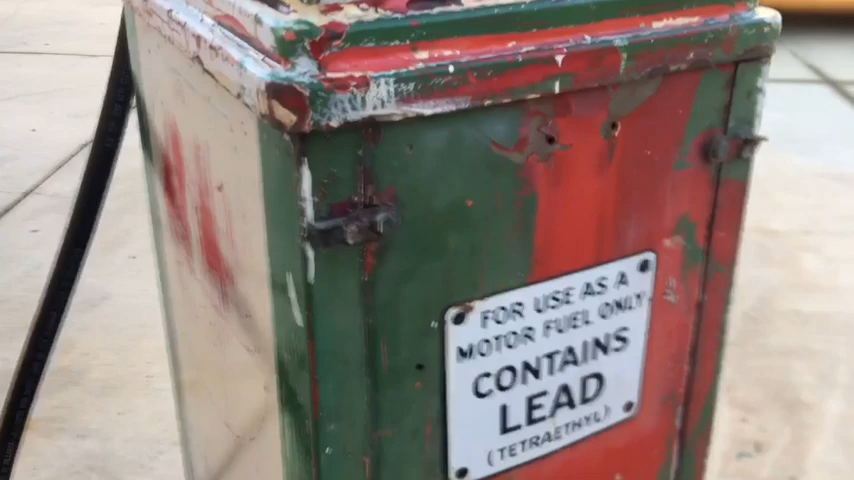 FOR USE AS A
MOTOR FUEL ONLY
CONTAINS
LEAD
(TETRAETHYL)